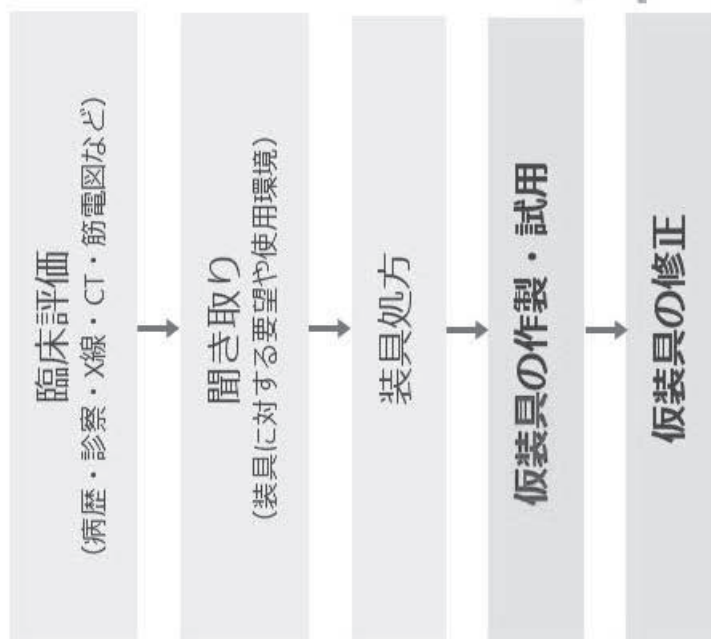 臨床評価
（病歴・診察・X線・CT・筋電図など）
聞き取り
（装具に対する要望や使用環境）
装具処方
仮装具の作製・試用
仮装具の修正